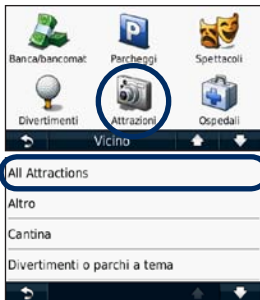 Banca/bancomat Parcheggi Spettacoli
P
Divertimenti Attrazioni Ospedali
Vicino
All Attractions
Altro
Cantina
Divertimenti o parchi a tema